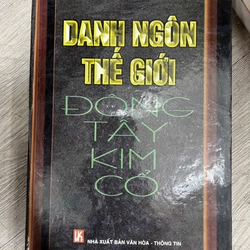 DANH NGÔN
THẾ GIỚI
ĐÔNG
TÂY
KIM
CỔ
NHÀ XUẤT BẢN VĂN HÓA - THÔNG TIN